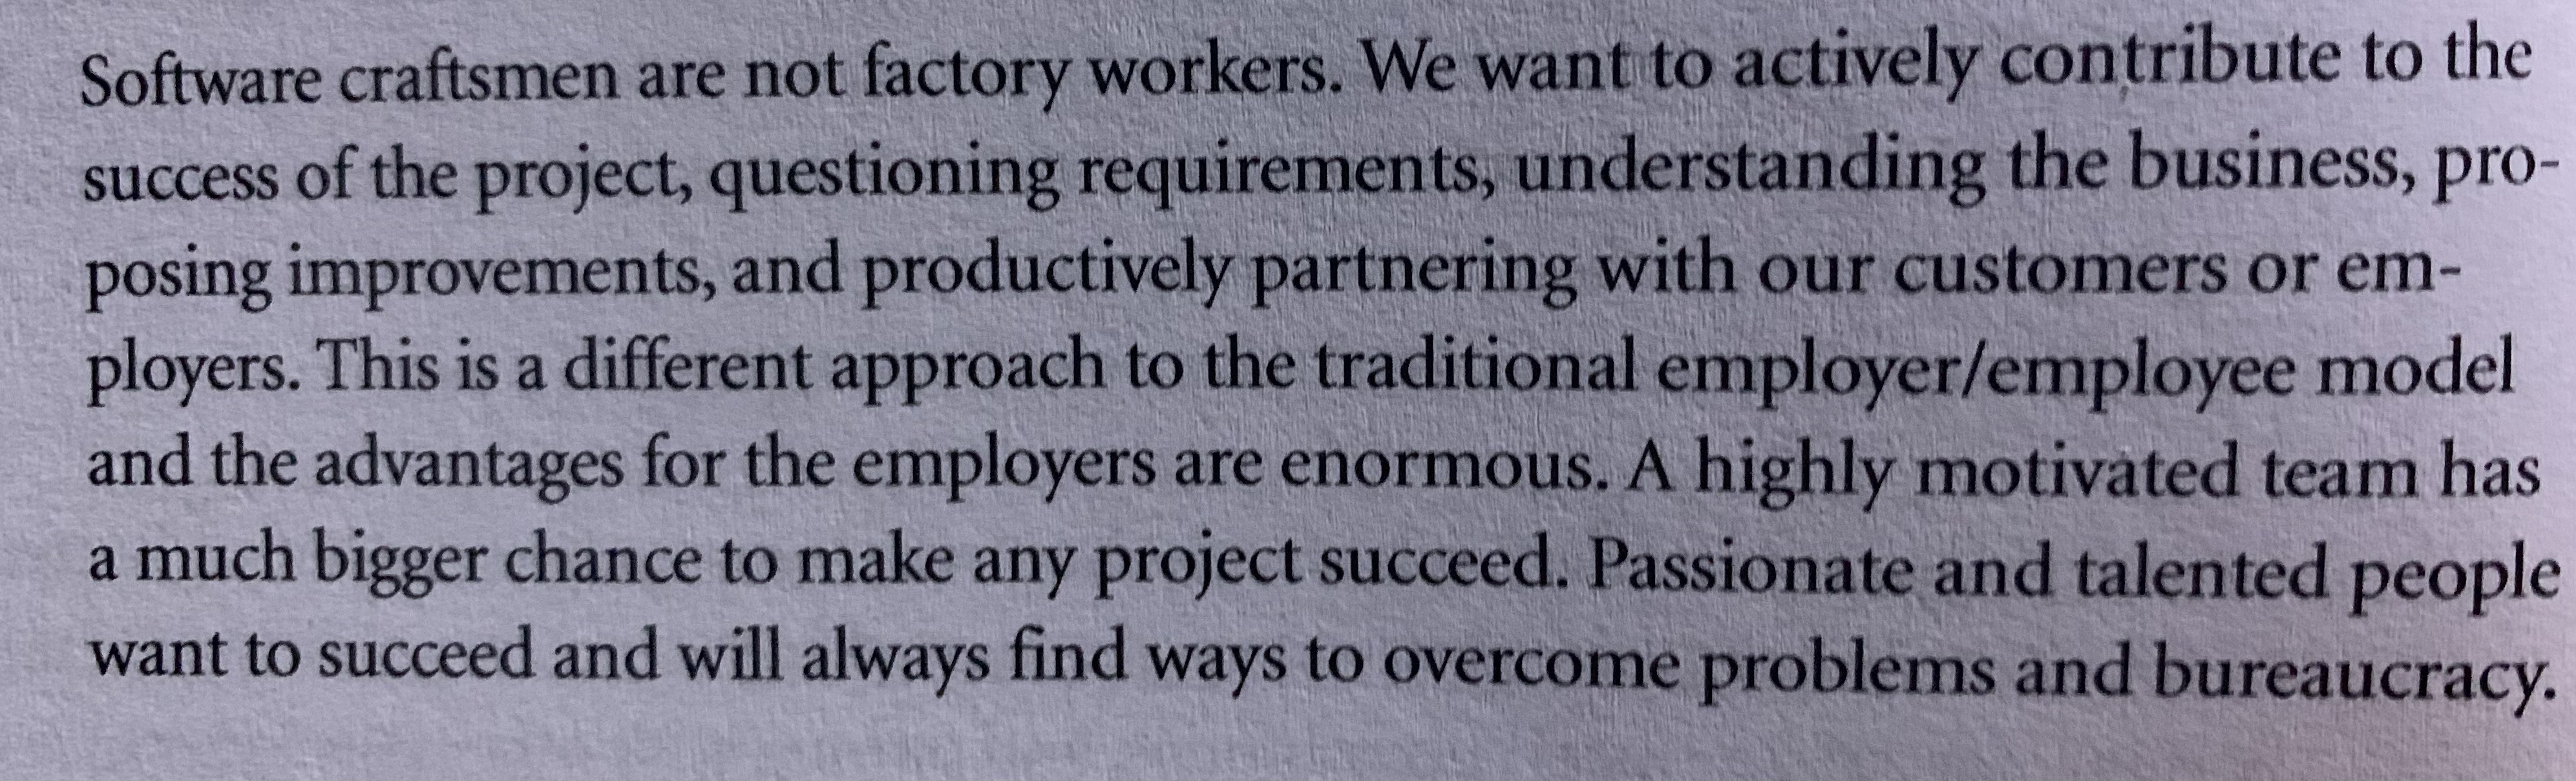 Software craftsmen are not factory workers. We want to actively contribute to the
success of the project, questioning requirements, understanding the business, pro-
posing improvements, and productively partnering with our customers or em-
ployers. This is a different approach to the traditional employer/employee model
and the advantages for the employers are enormous. A highly motivated team has
a much bigger chance to make any project succeed. Passionate and talented people
want to succeed and will always find ways to overcome problems and bureaucracy.